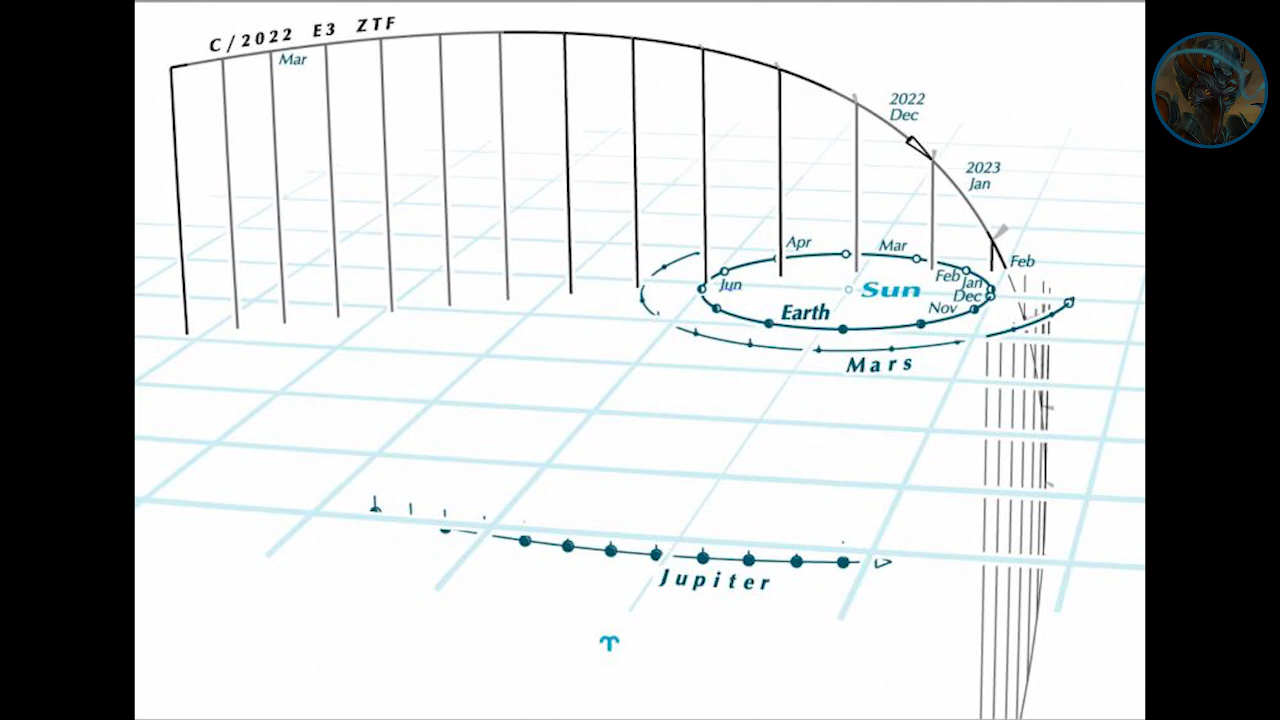 C/2022 E3 ZTF
Mar
2022
Dec
2023
Jan
Apr
Mar
Feb
Jun
Feb
Jan
Sun
Dec
Earth
Nov
Mars
Jupiter
♈